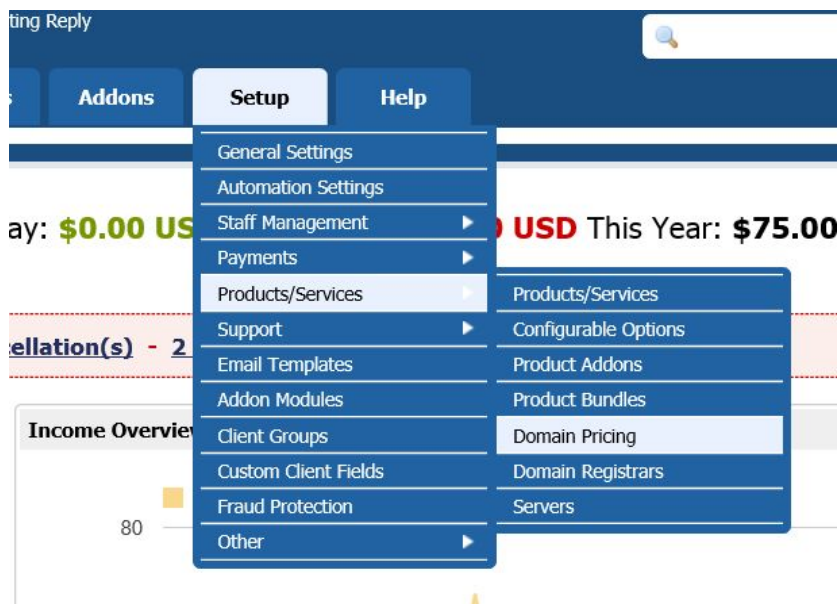 ting Reply
Addons Setup Help
General Settings
Automation Settings
Staff Management
Payments
Products/Services
Support
Email Templates
Addon Modules
Client Groups
Custom Client Fields
Fraud Protection
Other
Products/Services
Configurable Options
Product Addons
Product Bundles
Domain Pricing
Domain Registrars
Servers
ay: $0.00 US USD This Year: $75.00
ellation(s) - 2
Income Overvie
80